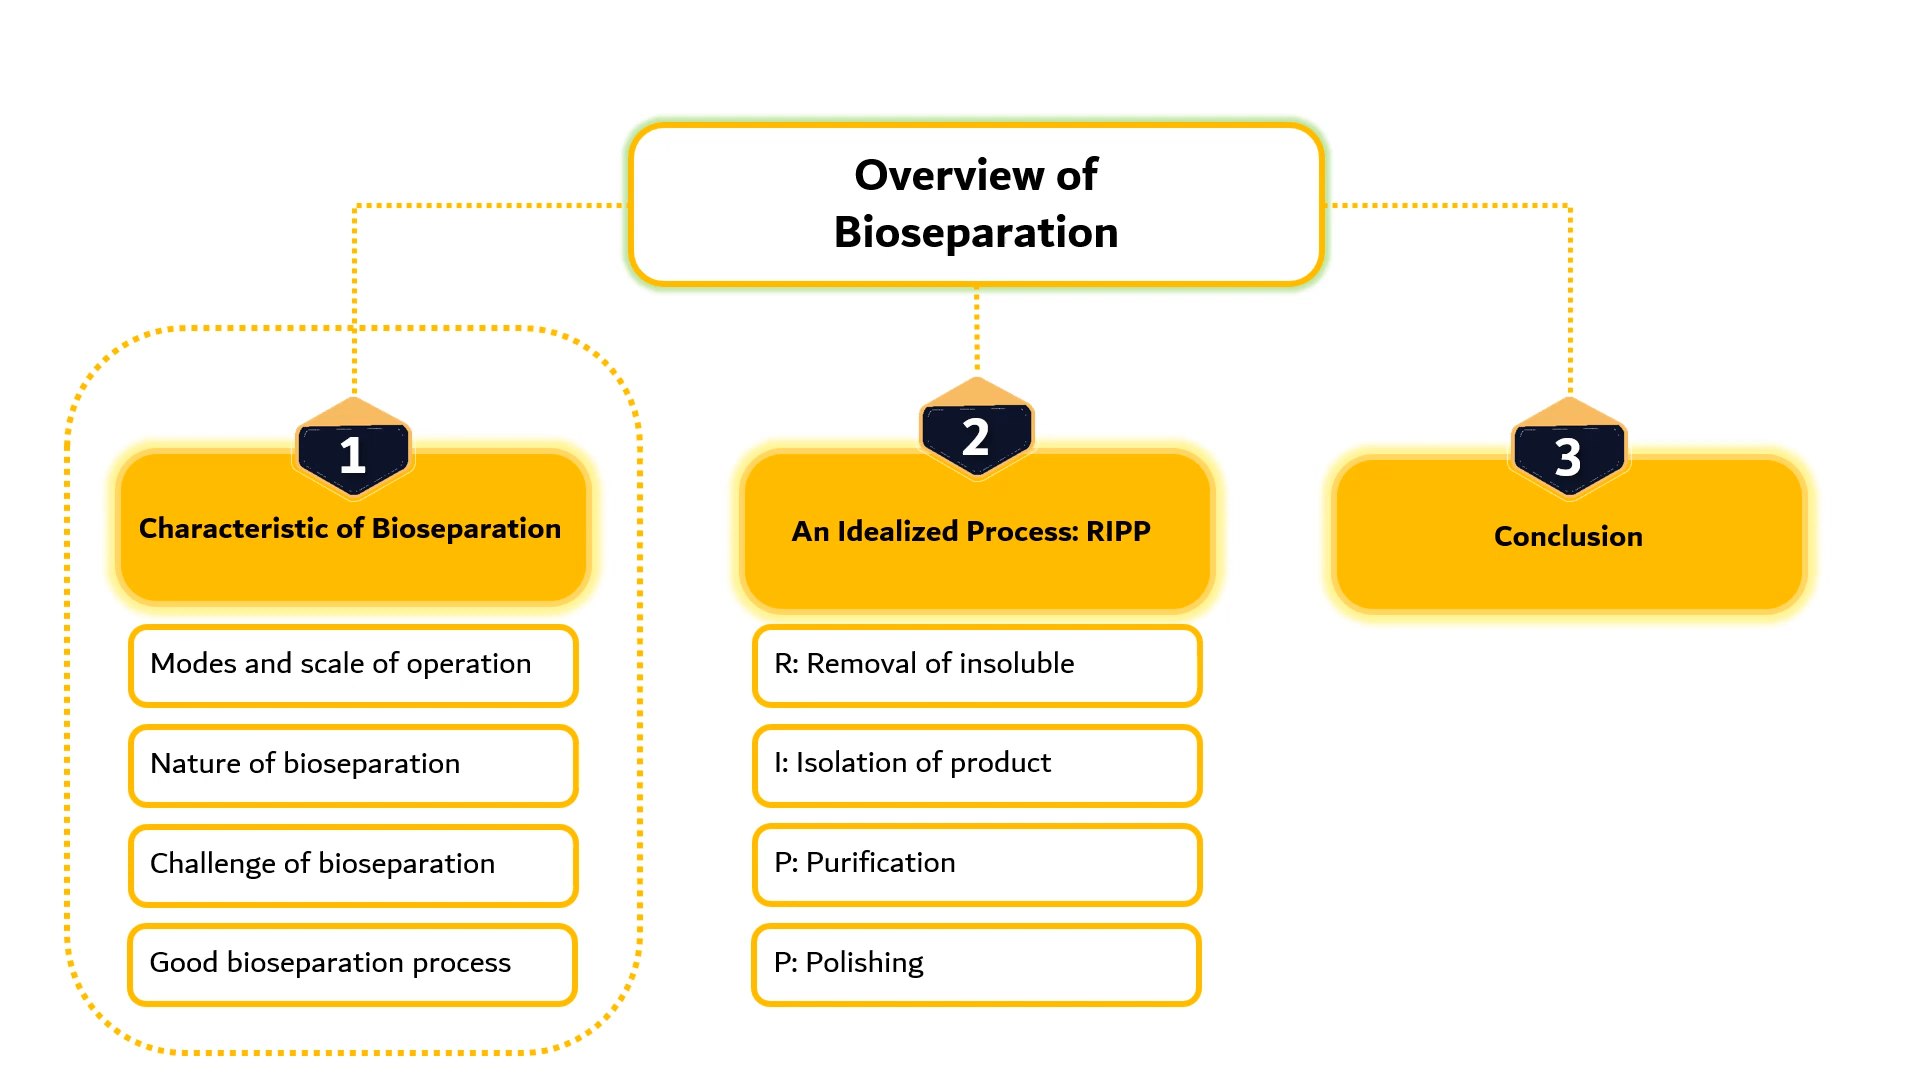 Overview of
Bioseparation
1
Characteristic of Bioseparation
Modes and scale of operation
Nature of bioseparation
Challenge of bioseparation
Good bioseparation process
2
An Idealized Process: RIPP
R: Removal of insoluble
I: Isolation of product
P: Purification
P: Polishing
3
Conclusion